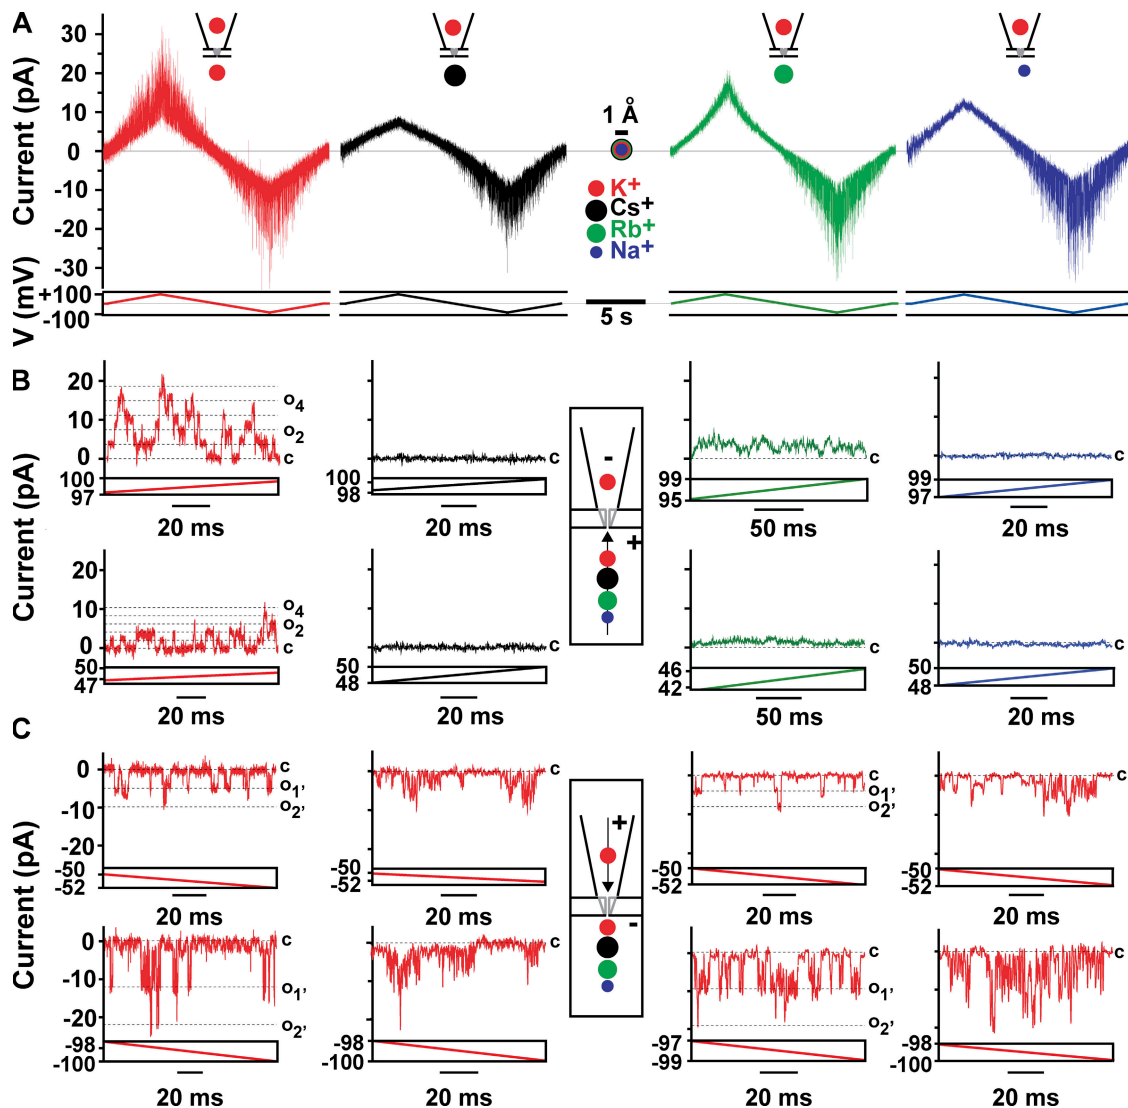 A
Current (pA)
30
20
10
0
-10
-20
-30
1 Å
K+
Cs+
Rb+
Na+
V (mV)
+100
-100
5 s
B
Current (pA)
20
10
0
o4
o2
c
c
c
c
100
97
100
98
99
95
99
97
20 ms
20 ms
50 ms
20 ms
-
+
20
10
0
o4
o2
c
c
c
c
50
47
50
48
46
42
50
48
20 ms
20 ms
50 ms
20 ms
C
Current (pA)
0
-10
-20
c
o1'
o2'
c
c
o1'
o2'
c
-50
-52
-50
-52
-50
-52
-50
-52
20 ms
20 ms
20 ms
20 ms
+
-
0
-10
-20
c
o1'
o2'
c
c
o1'
o2'
c
-98
-100
-98
-100
-97
-99
-98
-100
20 ms
20 ms
20 ms
20 ms